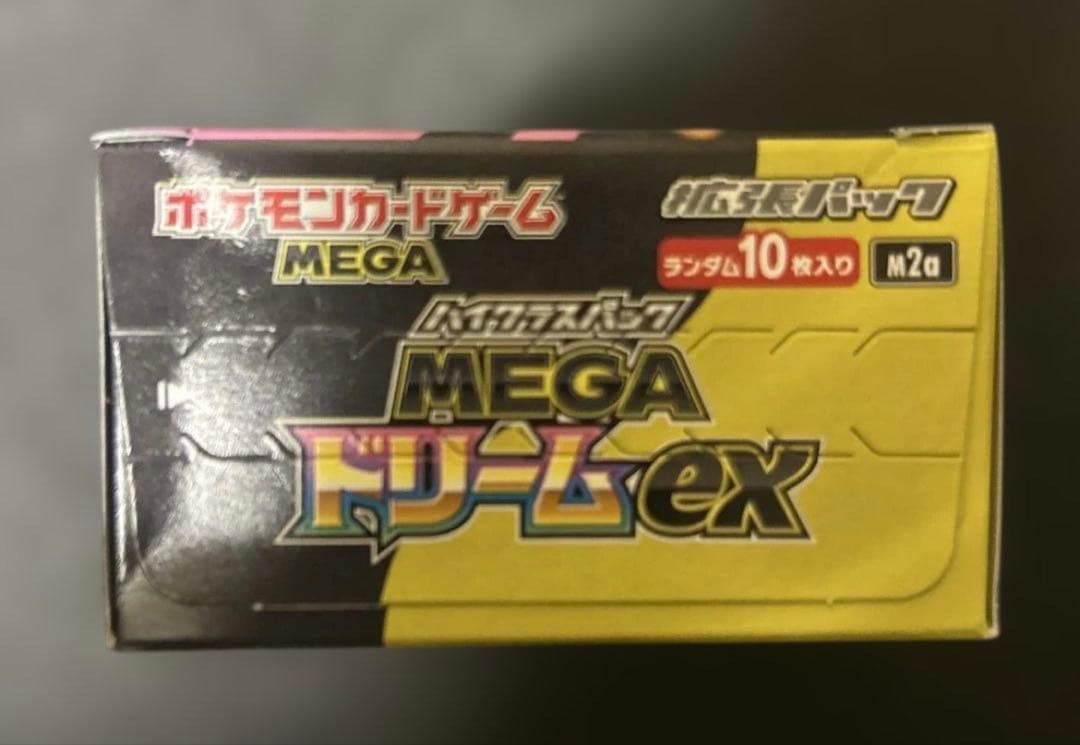 ポケモンカードゲーム
MEGA
拡張パック
ランダム10枚入り M2a
ハイクラスパック
MEGA
ドリームex